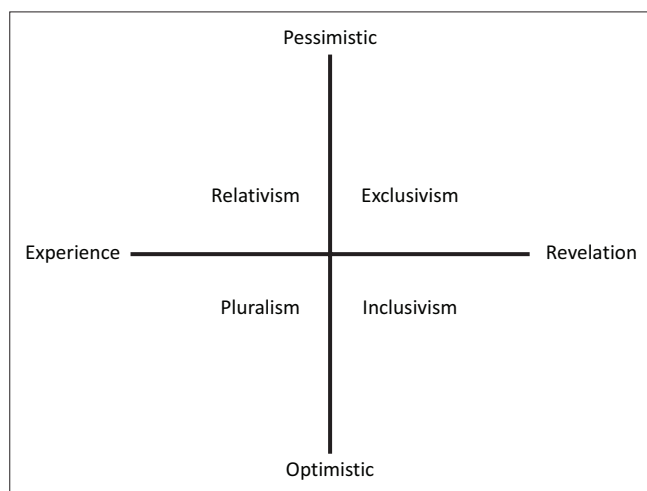 Pessimistic
Relativism Exclusivism
Experience Revelation
Pluralism Inclusivism
Optimistic